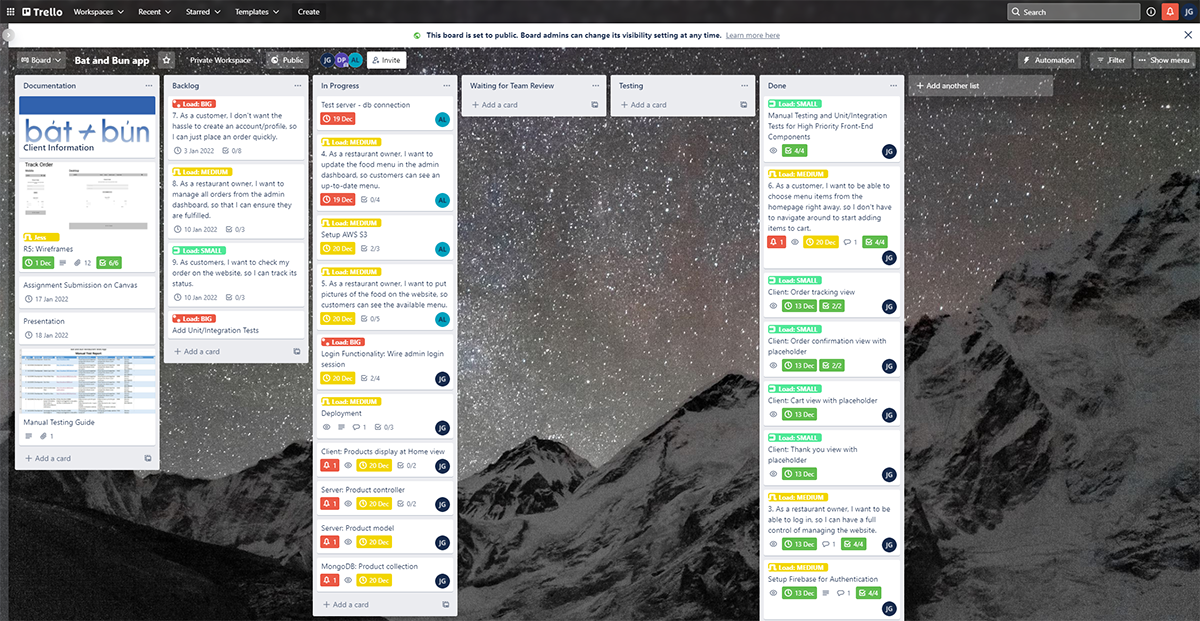 Trello
Workspaces
Recent
Starred
Templates
Create
Search
JG
This board is set to public. Board admins can change its visibility setting at any time. Learn more here
Board
Bat and Bun app
Private Workspace
Public
JG
DP
AL
Invite
Automation
Filter
Show menu
Documentation
bát ≠ bún
Client Information
Track Order
Java
R5: Wireframes
1 Dec
12
6/6
Assignment Submission on Canvas
17 Jan 2022
Presentation
18 Jan 2022
Manual Test Report
Manual Testing Guide
1
+ Add a card
Backlog
Load: BIG
7. As a customer, I don't want the
hassle to create an account/profile, so
I can just place an order quickly.
3 Jan 2022
0/8
Load: MEDIUM
8. As a restaurant owner, I want to
manage all orders from the admin
dashboard, so that I can ensure they
are fulfilled.
10 Jan 2022
0/3
Load: SMALL
9. As customers, I want to check my
order on the website, so I can track its
status.
10 Jan 2022
0/3
Load: BIG
Add Unit/Integration Tests
+ Add a card
In Progress
Test server - db connection
19 Dec
AL
Load: MEDIUM
4. As a restaurant owner, I want to
update the food menu in the admin
dashboard, so customers can see an
up-to-date menu.
19 Dec
0/4
AL
Load: MEDIUM
Setup AWS S3
20 Dec
2/3
AL
Load: MEDIUM
5. As a restaurant owner, I want to put
pictures of the food on the website, so
customers can see the available menu.
20 Dec
0/5
AL
Load: BIG
Login Functionality: Wire admin login
session
20 Dec
2/4
JG
Load: MEDIUM
Deployment
1
0/3
JG
Client: Products display at Home view
1
20 Dec
0/2
JG
Server: Product controller
1
20 Dec
0/2
JG
Server: Product model
1
20 Dec
JG
MongoDB: Product collection
1
20 Dec
JG
+ Add a card
Waiting for Team Review
+ Add a card
Testing
+ Add a card
Done
Load: SMALL
Manual Testing and Unit/Integration
Tests for High Priority Front-End
Components
4/4
JG
Load: MEDIUM
6. As a customer, I want to be able to
choose menu items from the
homepage right away, so I don't have
to navigate around to start adding
items to cart.
1
20 Dec
1
4/4
JG
Load: SMALL
Client: Order tracking view
13 Dec
2/2
JG
Load: SMALL
Client: Order confirmation view with
placeholder
13 Dec
2/2
JG
Load: SMALL
Client: Cart view with placeholder
13 Dec
JG
Load: SMALL
Client: Thank you view with
placeholder
13 Dec
JG
Load: MEDIUM
3. As a restaurant owner, I want to be
able to log in, so I can have a full
control of managing the website.
13 Dec
1
4/4
JG
Load: MEDIUM
Setup Firebase for Authentication
13 Dec
1
4/4
JG
+ Add another list